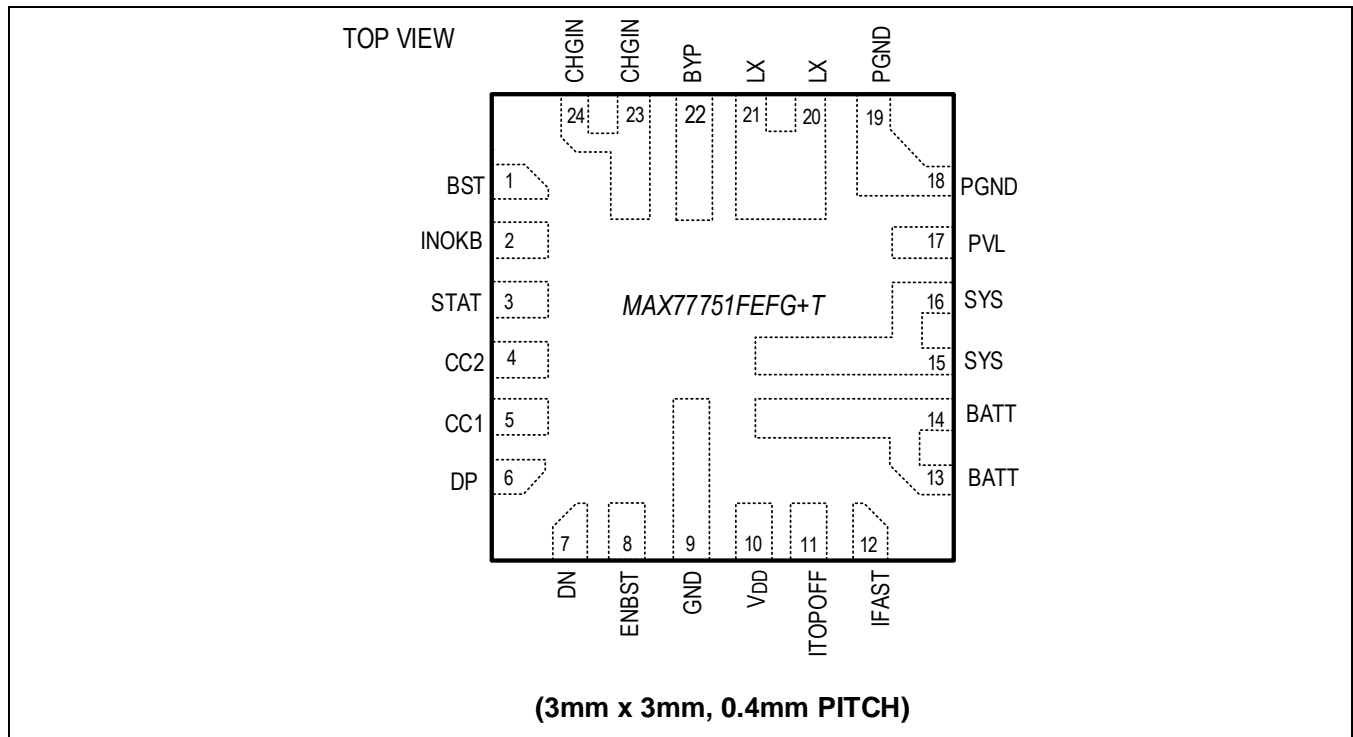 TOP VIEW
CHGIN
CHGIN
BYP
LX
LX
PGND
24
23
22
21
20
19
BST 1
18 PGND
INOKB 2
17 PVL
STAT 3
MAX77751FEFG+T
16 SYS
CC2 4
15 SYS
CC1 5
14 BATT
DP 6
13 BATT
7
8
9
10
11
12
DN
ENBST
GND
VDD
ITOPOFF
IFAST
(3mm x 3mm, 0.4mm PITCH)